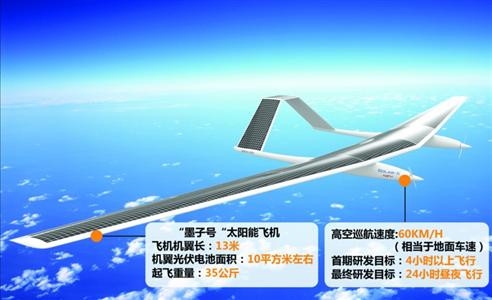 “墨子号“太阳能飞机
飞机机翼长：13米
机翼光伏电池面积：10平方米左右
起飞重量：35公斤
高空巡航速度:60KM/H
（相当于地面车速）
首期研发目标：4小时以上飞行
最终研发目标：24小时昼夜飞行